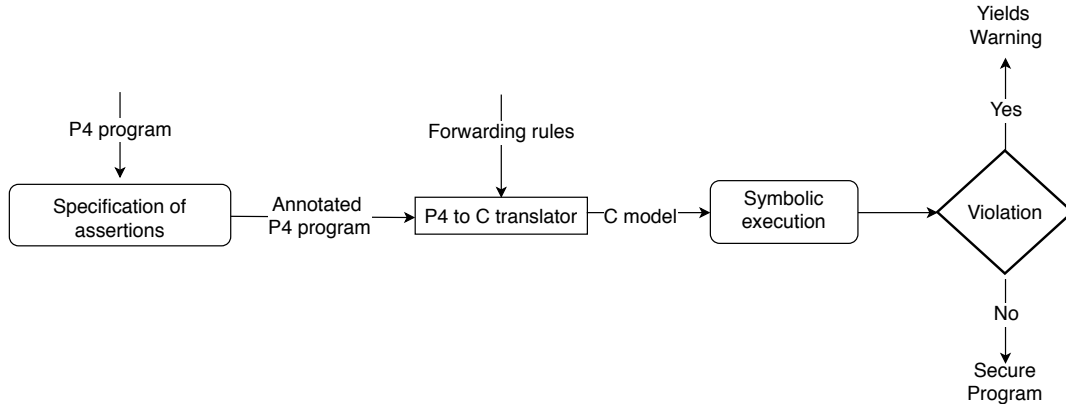 P4 program
Specification of
assertions
Annotated
P4 program
Forwarding rules
P4 to C translator
C model
Symbolic
execution
Violation
Yes
Yields
Warning
No
Secure
Program